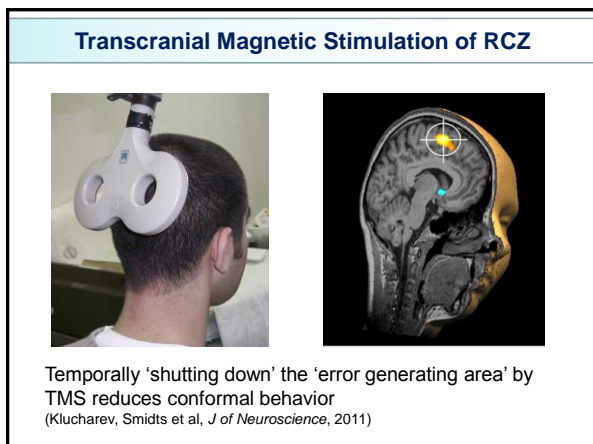 Transcranial Magnetic Stimulation of RCZ
Temporally ‘shutting down’ the ‘error generating area’ by
TMS reduces conformal behavior
(Klucharev, Smidts et al, J of Neuroscience, 2011)